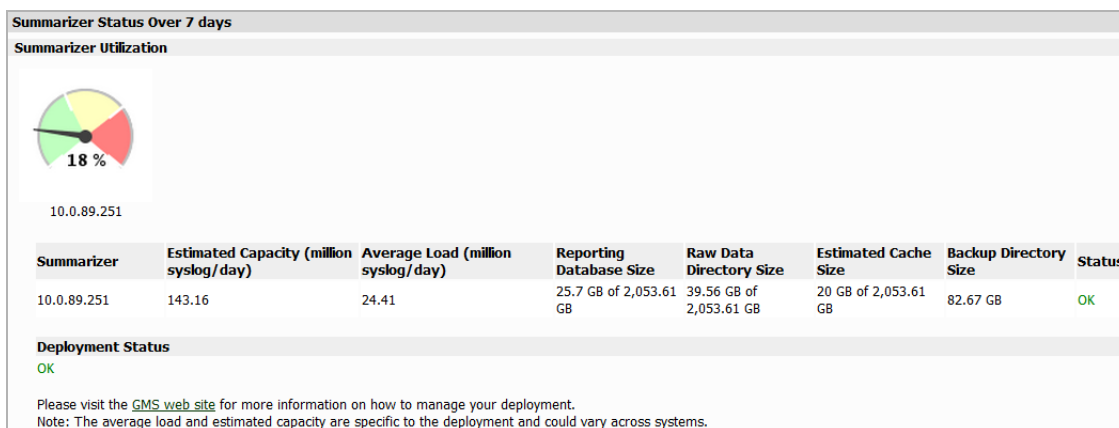 Summarizer Status Over 7 days
Summarizer Utilization
18 %
10.0.89.251
Summarizer Estimated Capacity (million syslog/day) Average Load (million syslog/day) Reporting Database Size Raw Data Directory Size Estimated Cache Size Backup Directory Size Status
10.0.89.251 143.16 24.41 25.7 GB of 2,053.61 GB 39.56 GB of 2,053.61 GB 20 GB of 2,053.61 GB 82.67 GB OK
Deployment Status
OK
Please visit the GMS web site for more information on how to manage your deployment.
Note: The average load and estimated capacity are specific to the deployment and could vary across systems.